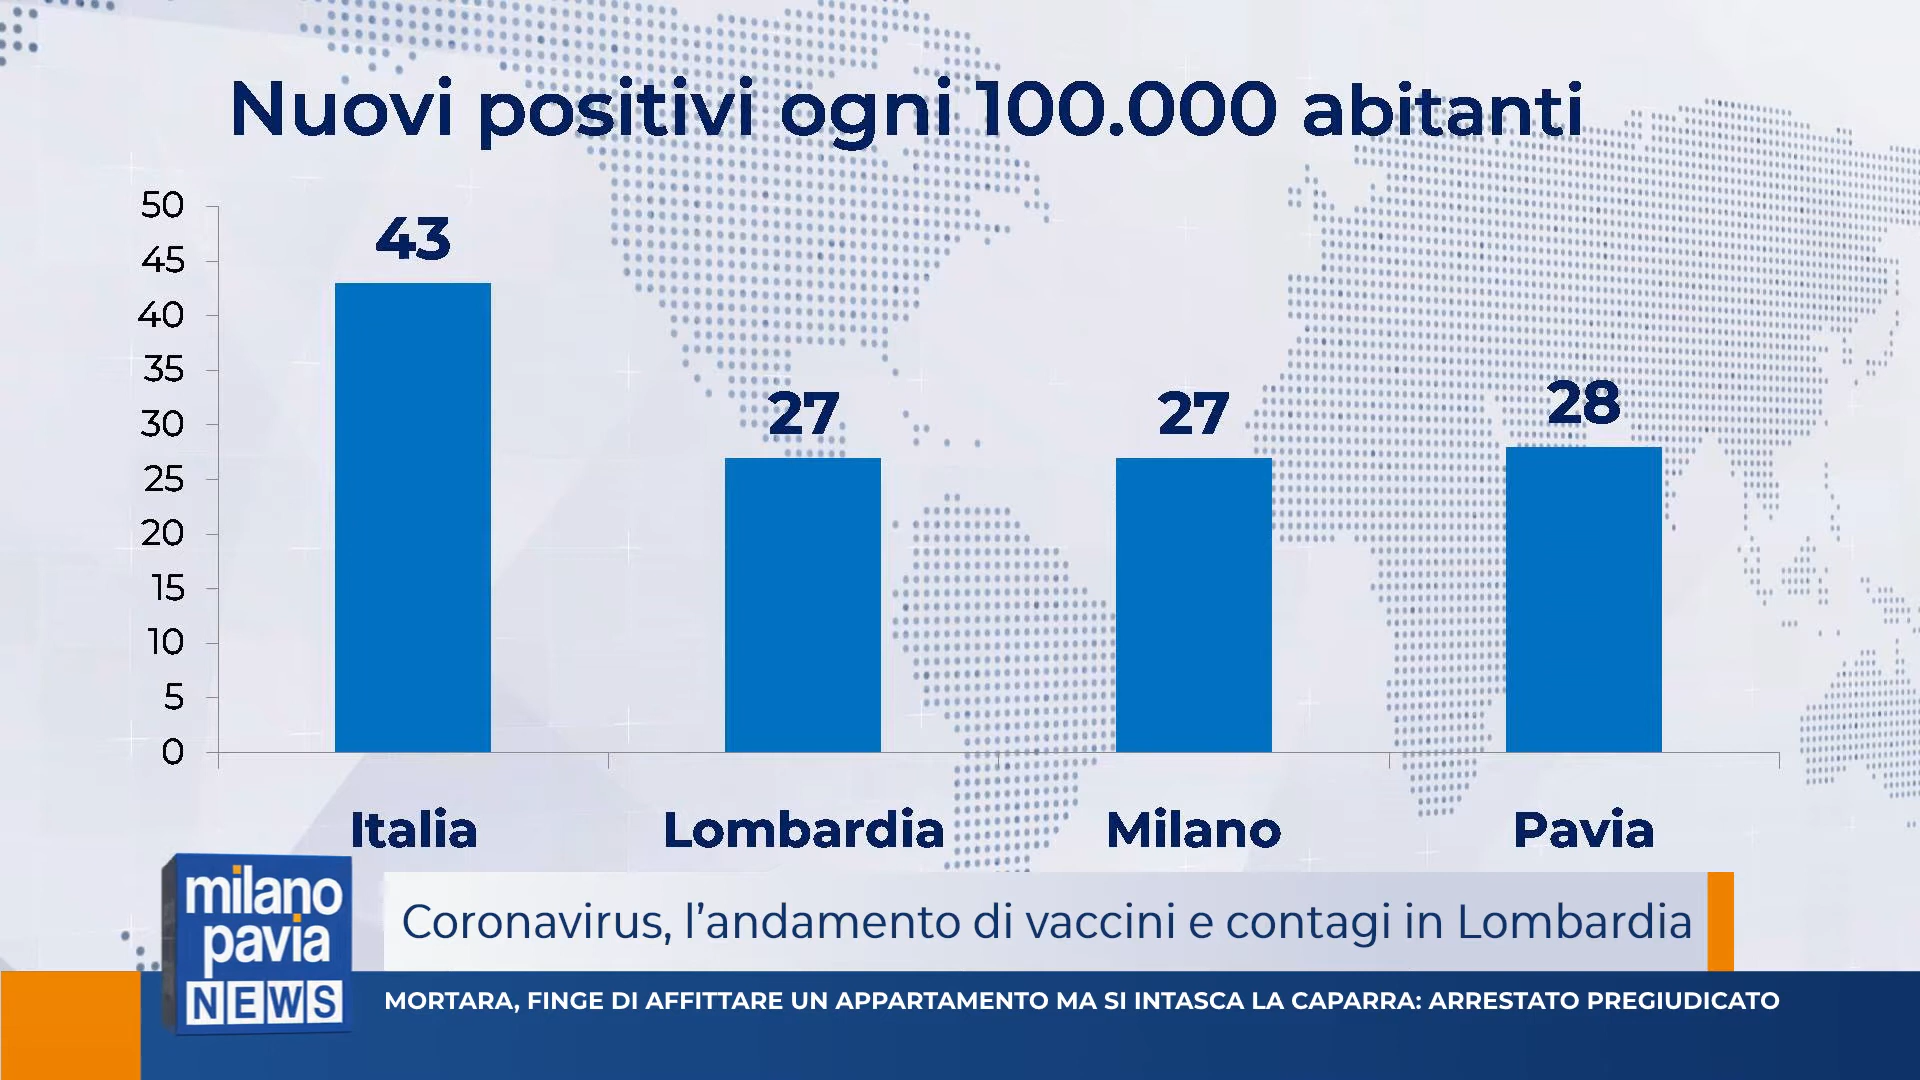 Nuovi positivi ogni 100.000 abitanti
50
45
40
35
30
25
20
15
10
5
0
43
27
27
28
Italia
Lombardia
Milano
Pavia
milano
pavia
NEWS
Coronavirus, l'andamento di vaccini e contagi in Lombardia
MORTARA, FINGE DI AFFITTARE UN APPARTAMENTO MA SI INTASCA LA CAPARRA: ARRESTATO PREGIUDICATO